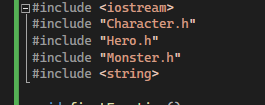 #include <iostream>
#include "Character.h"
#include "Hero.h"
#include "Monster.h"
#include <string>